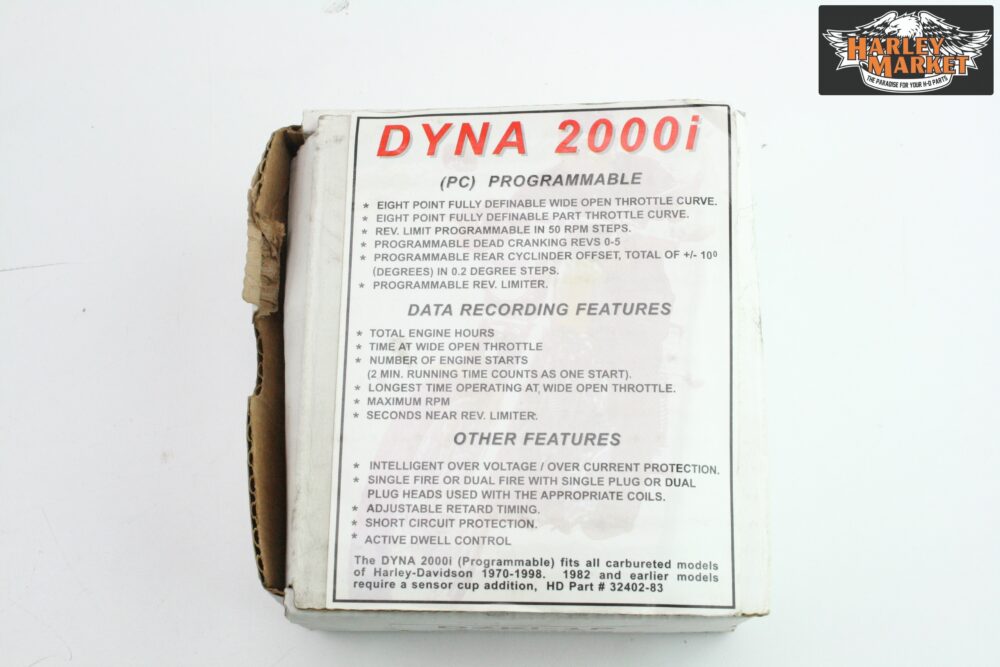 HARLEY
MARKET
THE PARADISE FOR YOUR H-D PARTS
DYNA 2000i
(PC) PROGRAMMABLE
* EIGHT POINT FULLY DEFINABLE WIDE OPEN THROTTLE CURVE.
* EIGHT POINT FULLY DEFINABLE PART THROTTLE CURVE.
* REV. LIMIT PROGRAMMABLE IN 50 RPM STEPS.
* PROGRAMMABLE DEAD CRANKING REVS 0-5
* PROGRAMMABLE REAR CYCLINDER OFFSET, TOTAL OF +/- 10º
(DEGREES) IN 0.2 DEGREE STEPS.
* PROGRAMMABLE REV. LIMITER.
DATA RECORDING FEATURES
* TOTAL ENGINE HOURS
* TIME AT WIDE OPEN THROTTLE
* NUMBER OF ENGINE STARTS
(2 MIN. RUNNING TIME COUNTS AS ONE START).
* LONGEST TIME OPERATING AT, WIDE OPEN THROTTLE.
* MAXIMUM RPM
* SECONDS NEAR REV. LIMITER.
OTHER FEATURES
* INTELLIGENT OVER VOLTAGE / OVER CURRENT PROTECTION.
* SINGLE FIRE OR DUAL FIRE WITH SINGLE PLUG OR DUAL
PLUG HEADS USED WITH THE APPROPRIATE COILS.
* ADJUSTABLE RETARD TIMING.
* SHORT CIRCUIT PROTECTION.
* ACTIVE DWELL CONTROL
The DYNA 2000i (Programmable) fits all carbureted models
of Harley-Davidson 1970-1998. 1982 and earlier models
require a sensor cup addition, HD Part # 32402-83